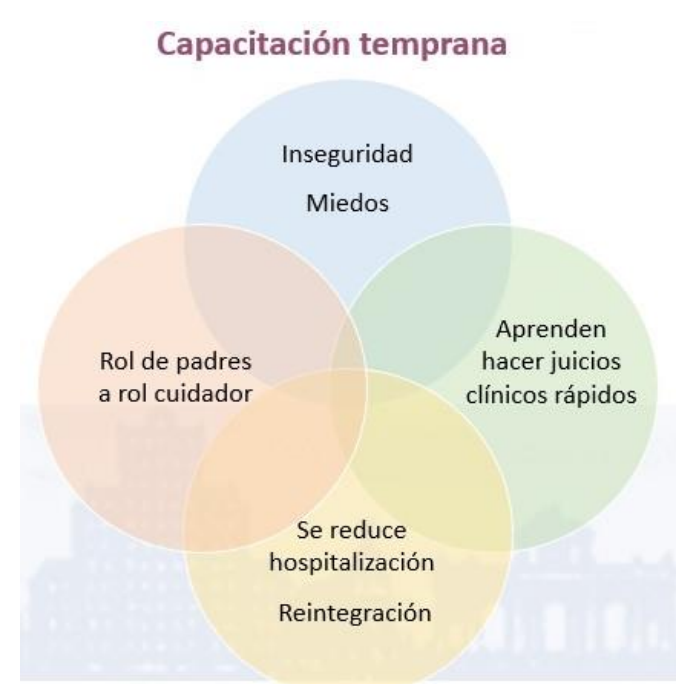 Capacitación temprana
Inseguridad
Miedos
Rol de padres
a rol cuidador
Aprenden
hacer juicios
clínicos rápidos
Se reduce
hospitalización
Reintegración